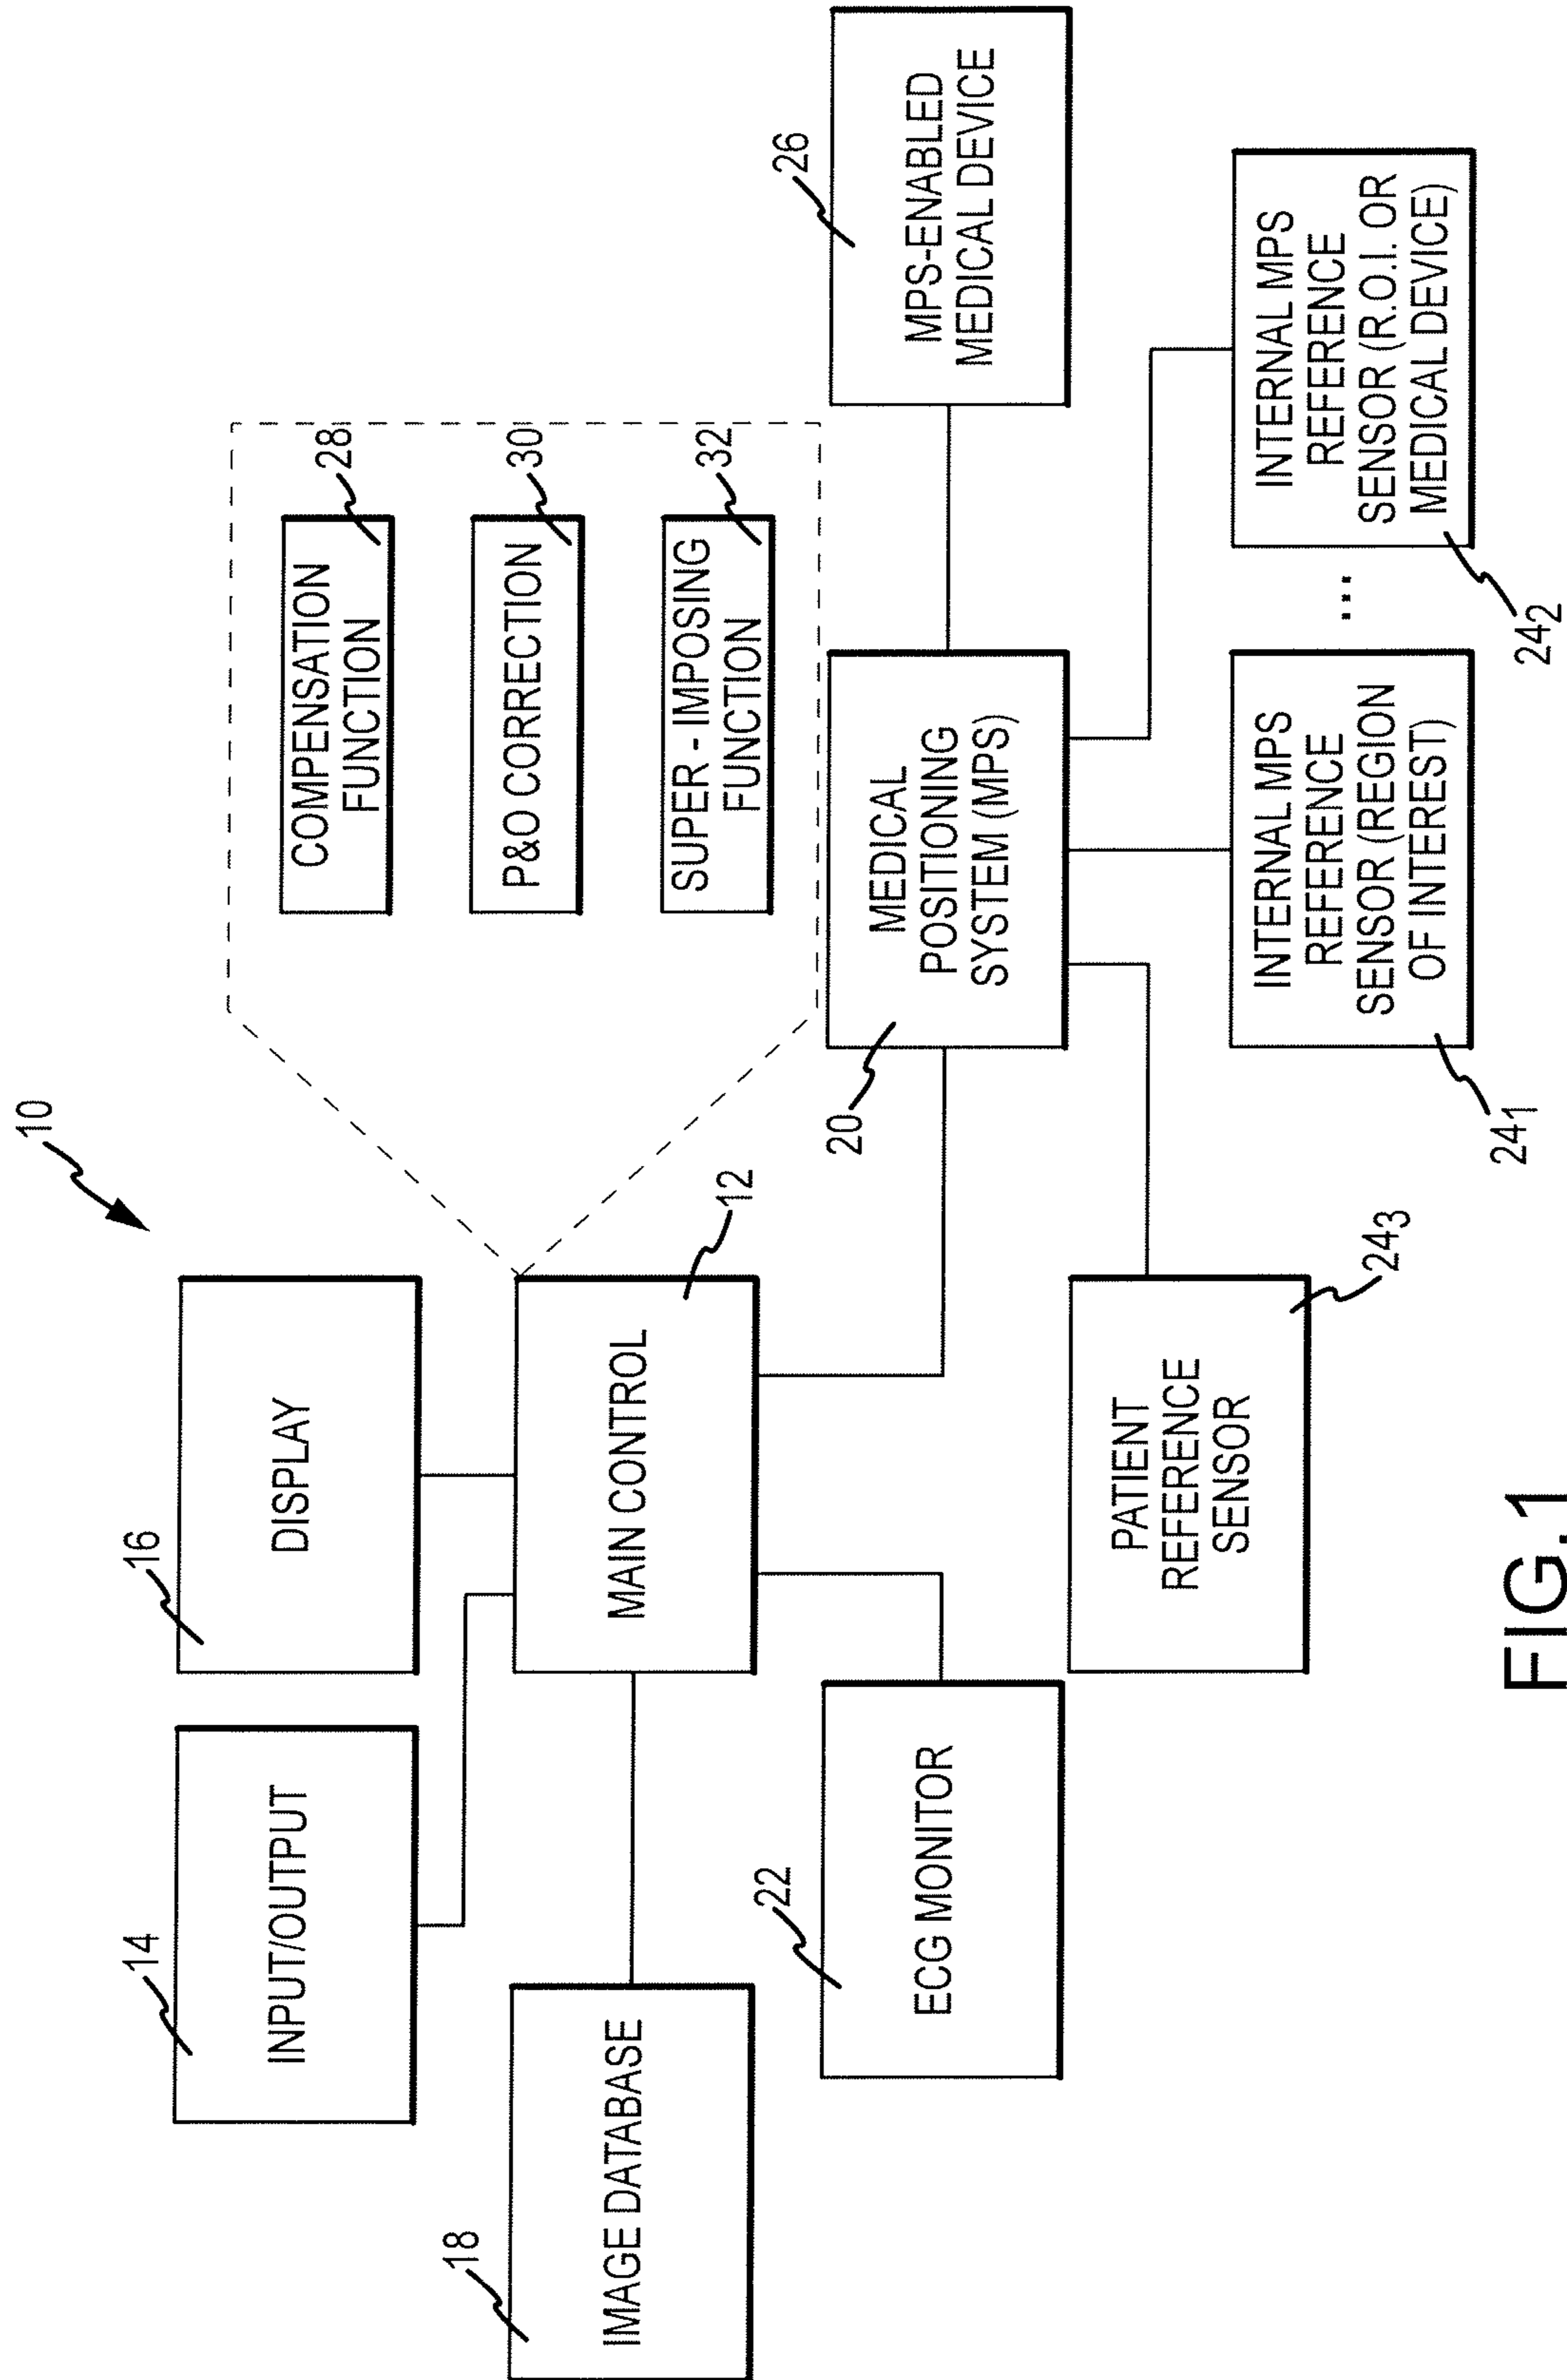 10
14
INPUT/OUTPUT
16
DISPLAY
18
IMAGE DATABASE
MAIN CONTROL
12
COMPENSATION
FUNCTION
28
P&O CORRECTION
30
SUPER - IMPOSING
FUNCTION
32
22
ECG MONITOR
20
MEDICAL
POSITIONING
SYSTEM (MPS)
26
MPS-ENABLED
MEDICAL DEVICE
PATIENT
REFERENCE
SENSOR
243
INTERNAL MPS
REFERENCE
SENSOR (REGION
OF INTEREST)
241
...
INTERNAL MPS
REFERENCE
SENSOR (R.O.I. OR
MEDICAL DEVICE)
242
FIG.1